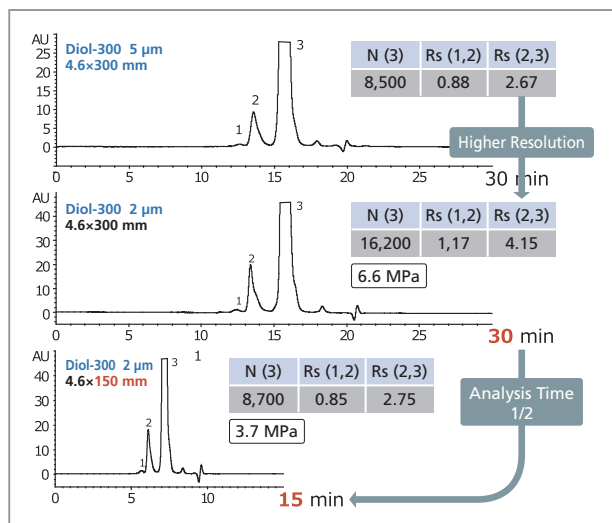 AU
Diol-300 5 µm
4.6×300 mm
25
20
15
10
5
0
1
2
3
0 5 10 15 20 25 30 min
N (3) Rs (1,2) Rs (2,3)
8,500 0.88 2.67
Higher Resolution
AU
Diol-300 2 µm
4.6×300 mm
40
30
20
10
0
1
2
3
0 5 10 15 20 25 30 min
N (3) Rs (1,2) Rs (2,3)
16,200 1,17 4.15
6.6 MPa
AU
Diol-300 2 µm
4.6×150 mm
40
30
20
10
0
1
2
3
1
0 5 10 15 min
N (3) Rs (1,2) Rs (2,3)
8,700 0.85 2.75
3.7 MPa
Analysis Time
1/2